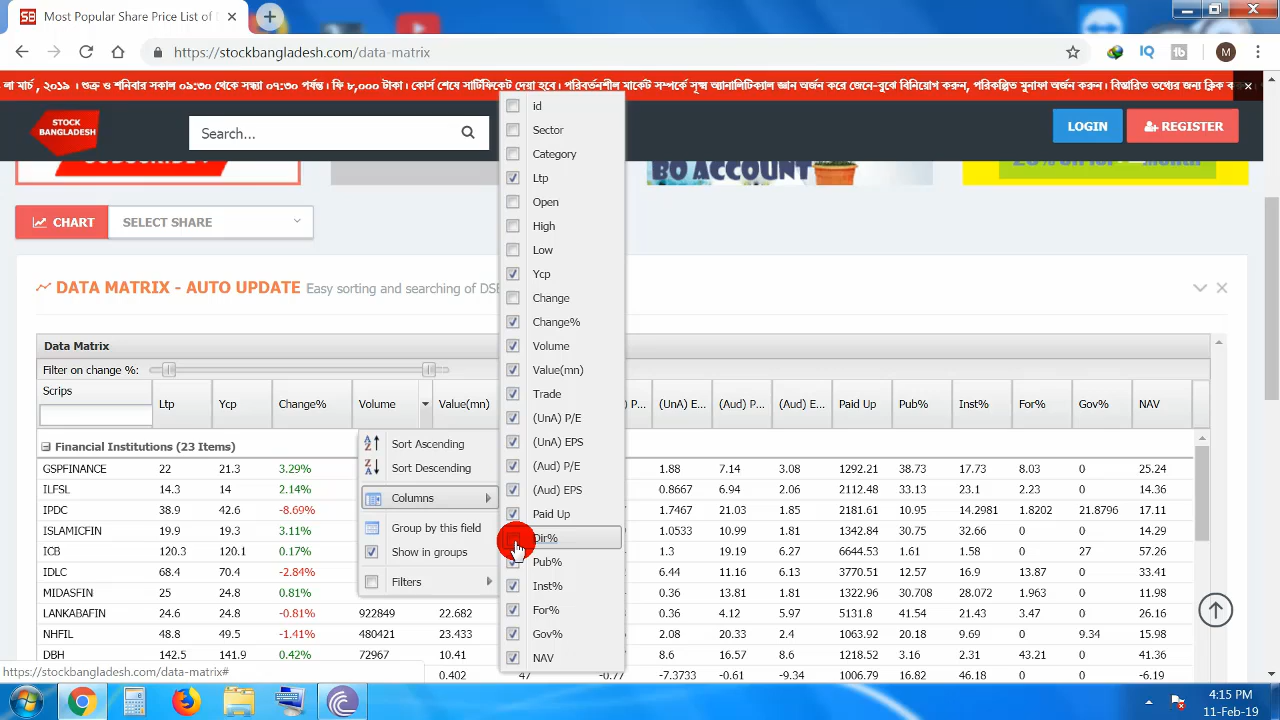 Most Popular Share Price List of
https://stockbangladesh.com/data-matrix
M
লা মার্চ , ২০১৯ । শুক্র ও শনিবার সকাল ০৯:৩০ থেকে সন্ধ্যা ০৭:৩০ পর্যন্ত। ফি ৮,০০০ টাকা। কোর্স শেষে সার্টিফিকেট দেয়া হবে। পরিবর্তনশীল মার্কেট সম্পর্কে সূক্ষ্ম অ্যানালিটিক্যাল জ্ঞান অর্জন করে জেনে-বুঝে বিনিয়োগ করুন, পরিকল্পিত মুনাফা অর্জন করুন। বিস্তারিত তথ্যের জন্য ক্লিক
STOCK
BANGLADESH
Search...
LOGIN
REGISTER
SUBSCRIBE
BO ACCOUNT
CHART
SELECT SHARE
DATA MATRIX - AUTO UPDATE Easy sorting and searching of DS
Data Matrix
Filter on change %:
Scrips Ltp Ycp Change% Volume Value(mn) (UnA) E... (Aud) P... (Aud) E... Paid Up Pub% Inst% For% Gov% NAV
Financial Institutions (23 Items)
GSPFINANCE 22 21.3 3.29% 1.88 7.14 3.08 1292.21 38.73 17.73 8.03 0 25.24
ILFSL 14.3 14 2.14% 0.8667 6.94 2.06 2112.48 33.13 23.1 0 0 14.36
IPDC 38.9 42.6 -8.69% 1.7467 21.03 1.85 2181.61 10.95 14.2981 1.8202 21.8796 17.11
ISLAMICFIN 19.9 19.3 3.11% 1.0533 10.99 1.81 1342.84 30.75 33.31 0 0 14.53
ICB 120.3 120.1 0.17% 1.3 19.19 6.27 6644.53 1.61 1.58 0 27 57.56
IDLC 68.4 70.4 -2.84% 6.44 11.16 6.13 3770.51 12.57 16.9 13.87 0 33.41
MIDASFIN 25 24.8 0.81% 0.36 13.81 1.81 1322.96 30.708 28.072 1.963 0 11.98
LANKABAFIN 24.6 24.8 -0.81% 922849 22.682 0.36 4.12 5.97 5131.8 41.54 21.43 3.47 0 26.16
NHFIL 48.8 49.5 -1.41% 480421 23.433 2.08 20.33 2.4 1063.92 20.18 9.69 0 9.34 15.98
DBH 142.5 141.9 0.42% 72967 10.41 8.6 16.57 8.6 1218.52 3.16 2.31 43.21 0 41.37
0.402 47 -0.77 -7.3733 -0.61 -9.34 1006.79 16.82 46.18 0 0 -6.19
Sort Ascending
Sort Descending
Columns
Group by this field
Show in groups
Filters
id
Sector
Category
Ltp
Open
High
Low
Ycp
Change
Change%
Volume
Value(mn)
Trade
(UnA) P/E
(UnA) EPS
(Aud) P/E
(Aud) EPS
Paid Up
Dir%
Pub%
Inst%
For%
Gov%
NAV
https://stockbangladesh.com/data-matrix#
4:15 PM
11-Feb-19